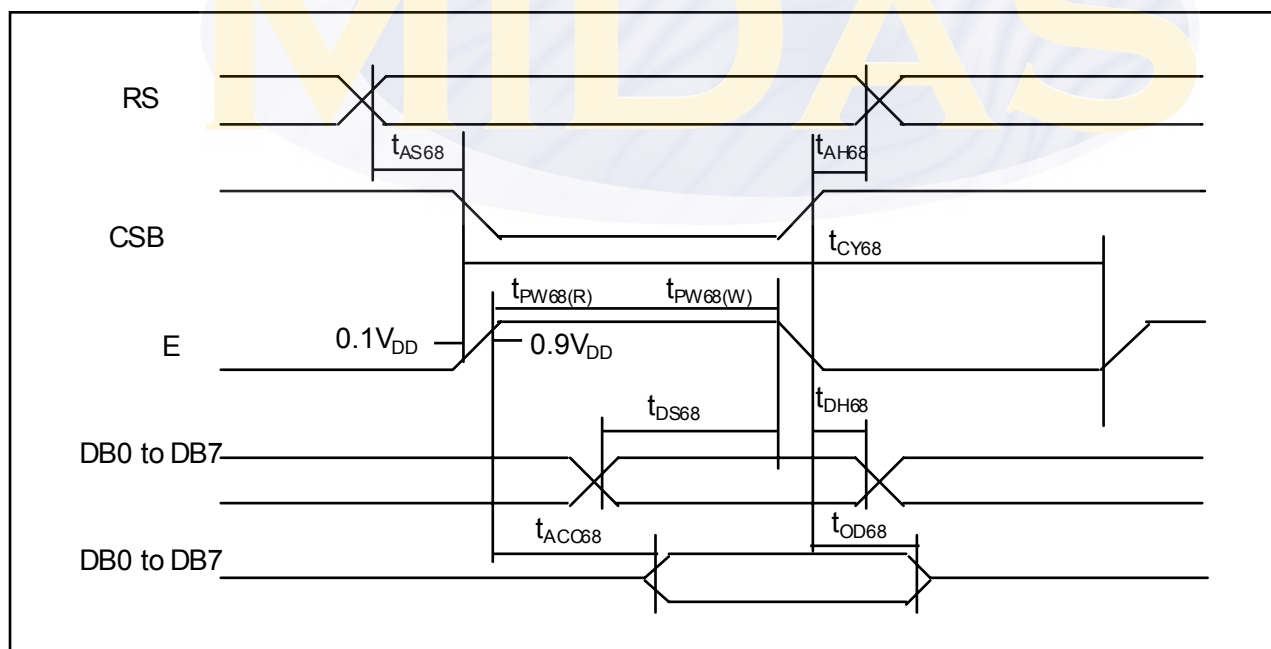 MIDAS
RS
tAS68
tAH68
CSB
tCY68
tPW68(R)
tPW68(W)
E
0.1VDD
0.9VDD
tDS68
tDH68
DB0 to DB7
tACC68
tOD68
DB0 to DB7